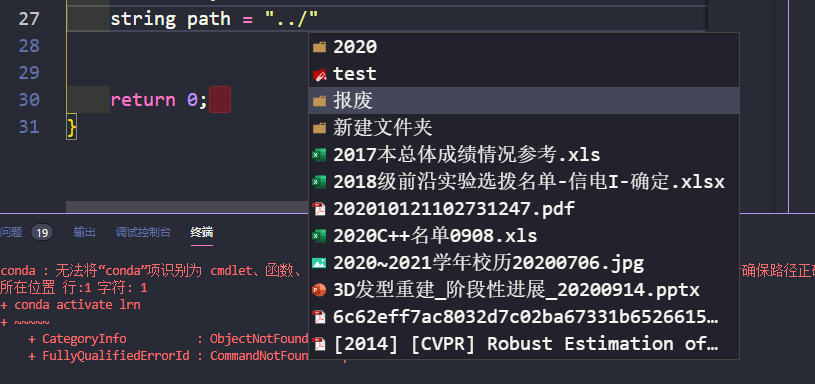 27 string path = "../"
28
29
30 return 0;
31 }
2020
test
报废
新建文件夹
2017本总体成绩情况参考.xls
2018级前沿实验选拨名单-信电I-确定.xlsx
202010121102731247.pdf
2020C++名单0908.xls
2020~2021学年校历20200706.jpg
3D发型重建_阶段性进展_20200914.pptx
6c62eff7ac8032d7c02ba67331b6526615…
[2014] [CVPR] Robust Estimation of…
问题 19 输出 调试控制台 终端
conda : 无法将“conda”项识别为 cmdlet、函数、
确保路径正确
所在位置 行:1 字符: 1
+ conda activate lrn
+ ~~~~~
+ CategoryInfo : ObjectNotFound
+ FullyQualifiedErrorId : CommandNotFoun